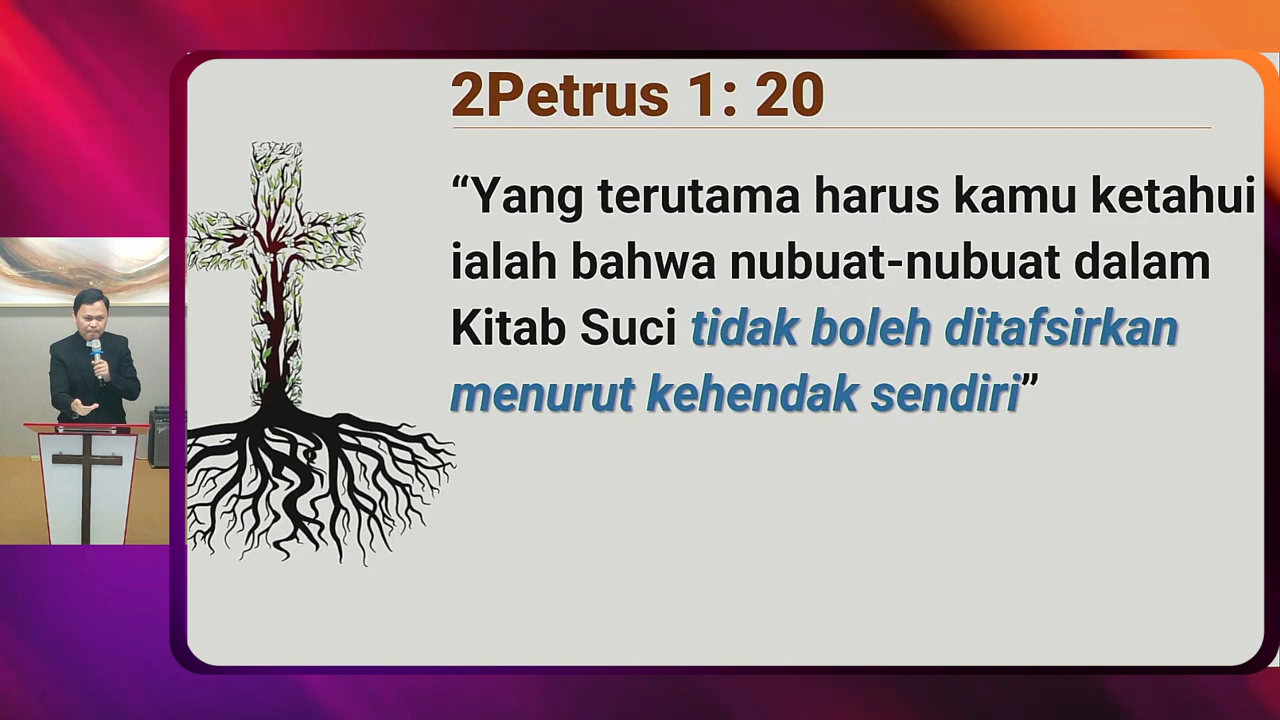 2Petrus 1: 20
“Yang terutama harus kamu ketahui
ialah bahwa nubuat-nubuat dalam
Kitab Suci tidak boleh ditafsirkan
menurut kehendak sendiri”